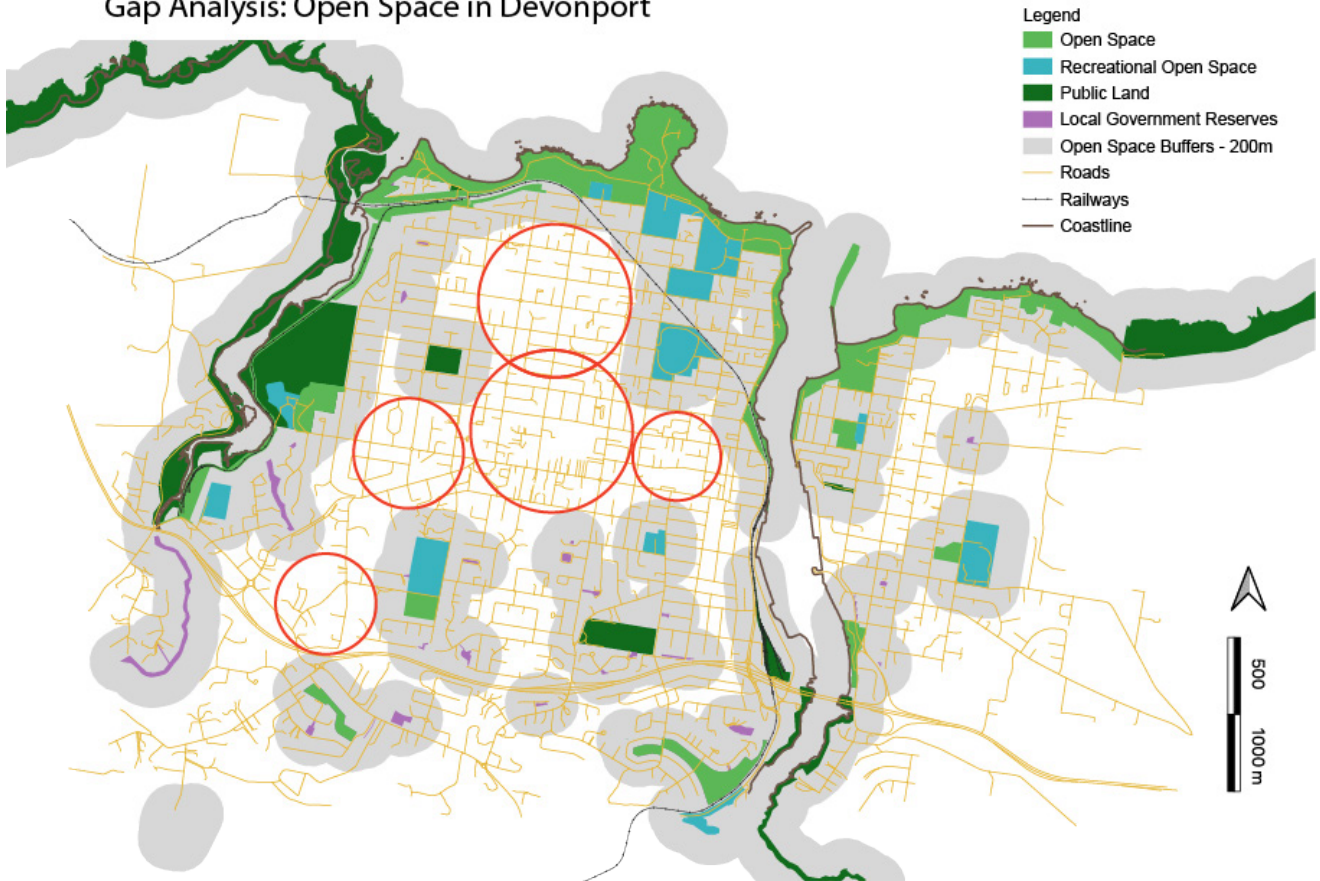 Gap Analysis: Open Space in Devonport
Legend
Open Space
Recreational Open Space
Public Land
Local Government Reserves
Open Space Buffers - 200m
Roads
Railways
Coastline
500
1000 m